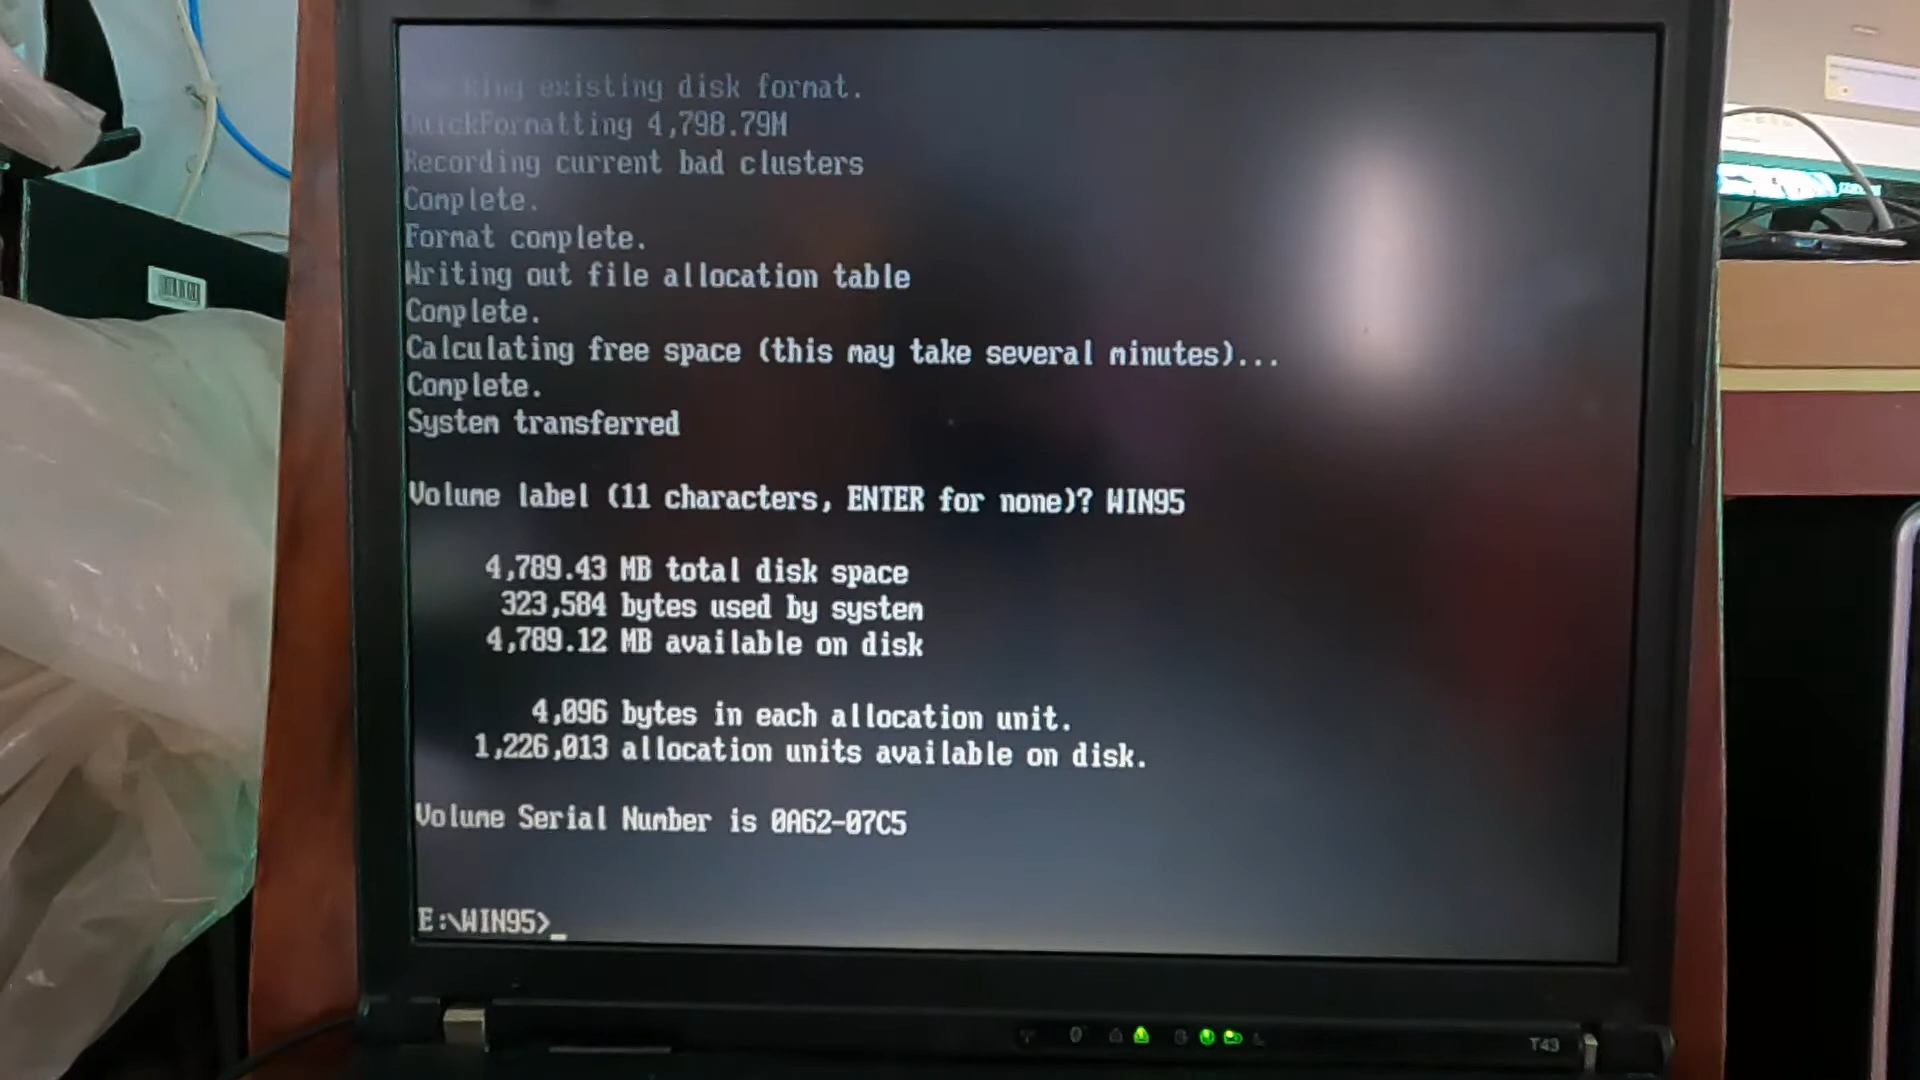 existing disk format.
QuickFormatting 4,798.79M
Recording current bad clusters
Complete.
Format complete.
Writing out file allocation table
Complete.
Calculating free space (this may take several minutes)...
Complete.
System transferred
Volume label (11 characters, ENTER for none)? WIN95
4,789.43 MB total disk space
323,584 bytes used by system
4,789.12 MB available on disk
4,096 bytes in each allocation unit.
1,226,013 allocation units available on disk.
Volume Serial Number is 0A62-07C5
E:\WIN95>_
T43